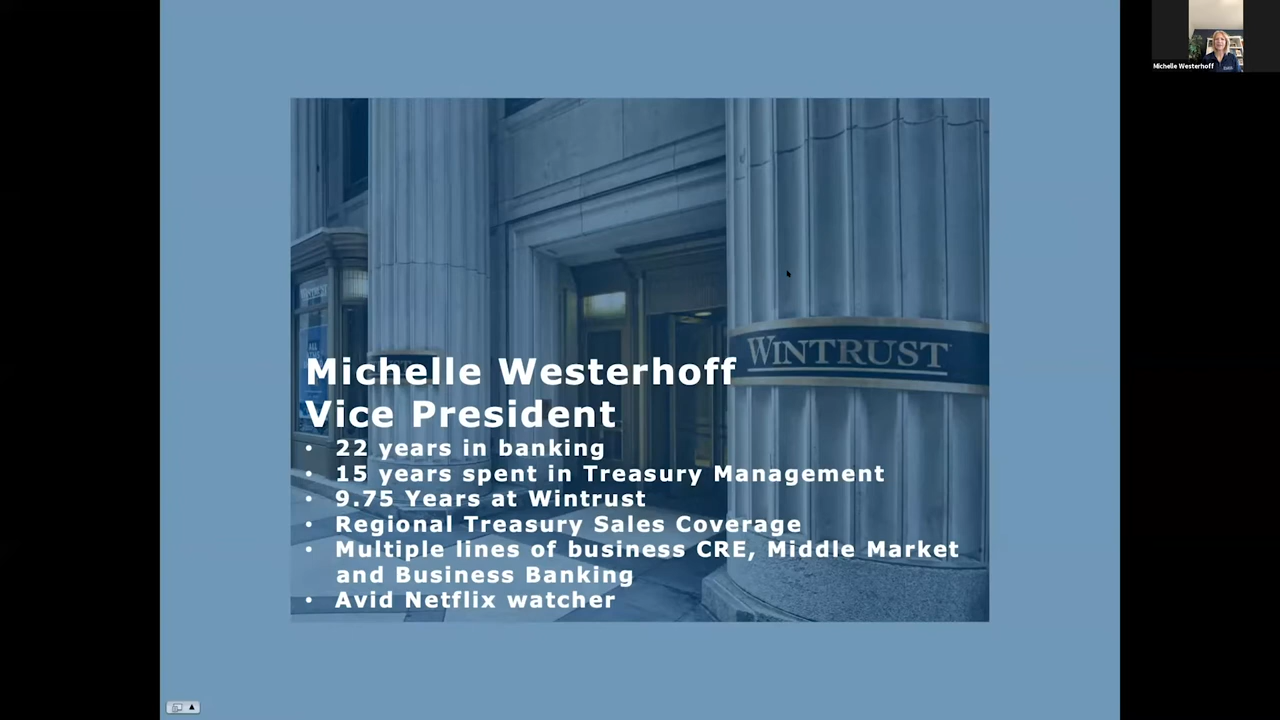 Michelle Westerhoff
WINTRUST
Michelle Westerhoff
Vice President
• 22 years in banking
• 15 years spent in Treasury Management
• 9.75 Years at Wintrust
• Regional Treasury Sales Coverage
• Multiple lines of business CRE, Middle Market
and Business Banking
• Avid Netflix watcher